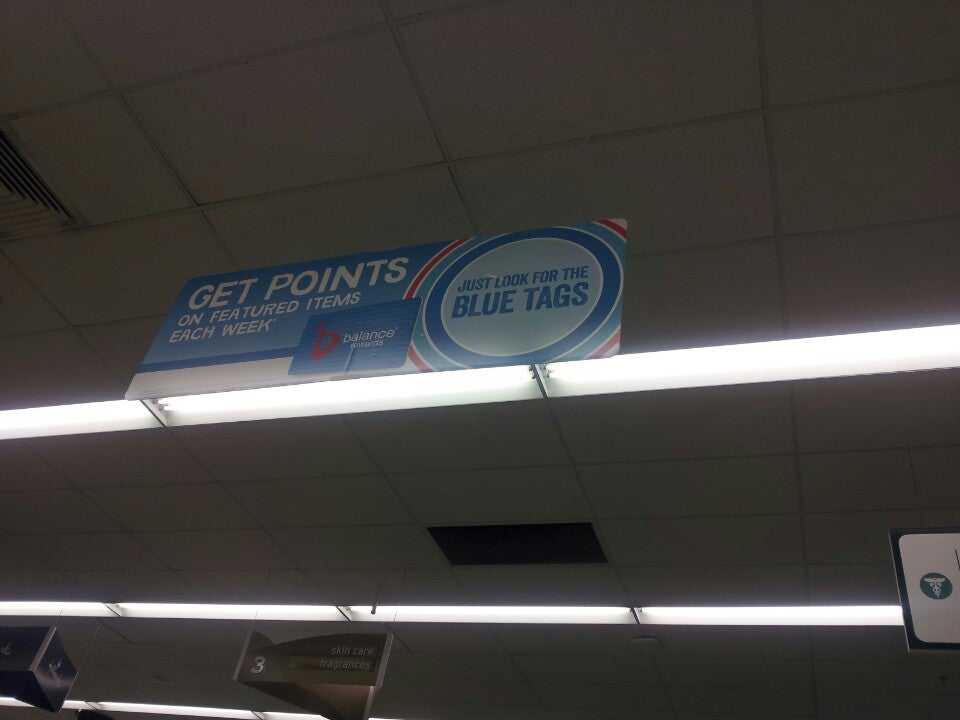 GET POINTS
ON FEATURED ITEMS
EACH WEEK*
balance®
rewards
JUST LOOK FOR THE
BLUE TAGS
3
skin care
fragrances